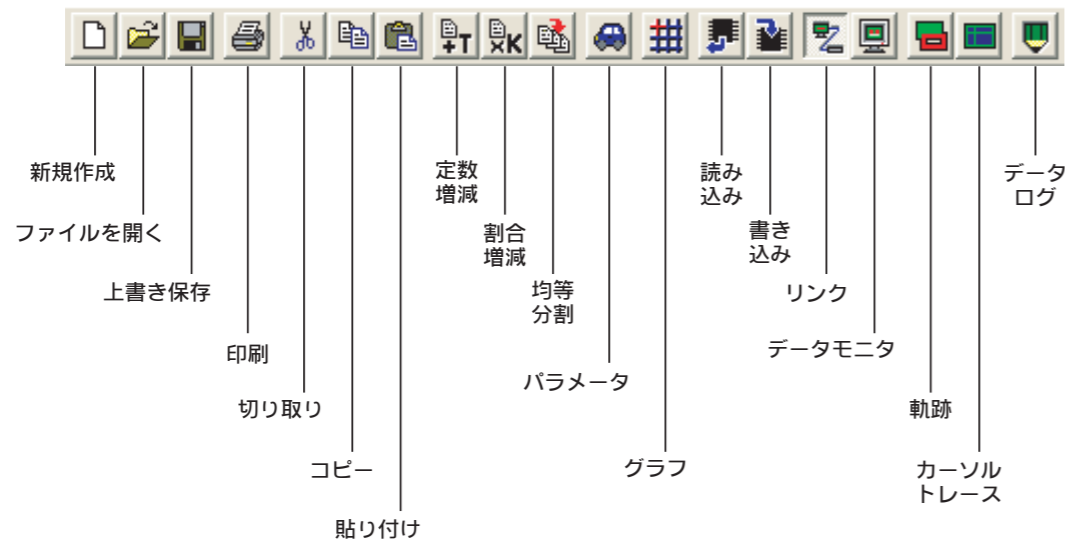 +T
×K
新規作成
ファイルを開く
上書き保存
印刷
切り取り
コピー
貼り付け
定数
増減
割合
増減
均等
分割
パラメータ
グラフ
読み
込み
書き
込み
リンク
データモニタ
軌跡
カーソル
トレース
データ
ログ